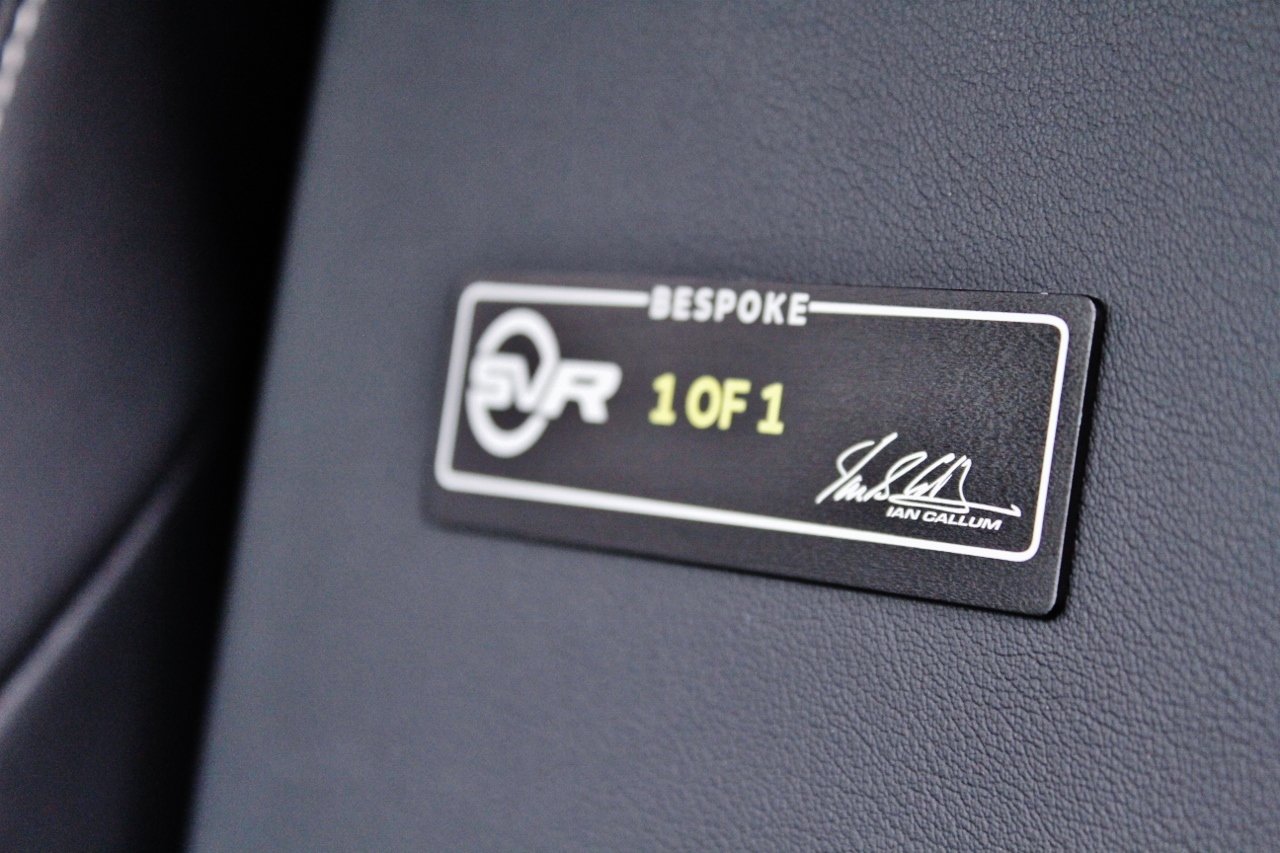 BESPOKE
SVR 1 OF 1
IAN CALLUM